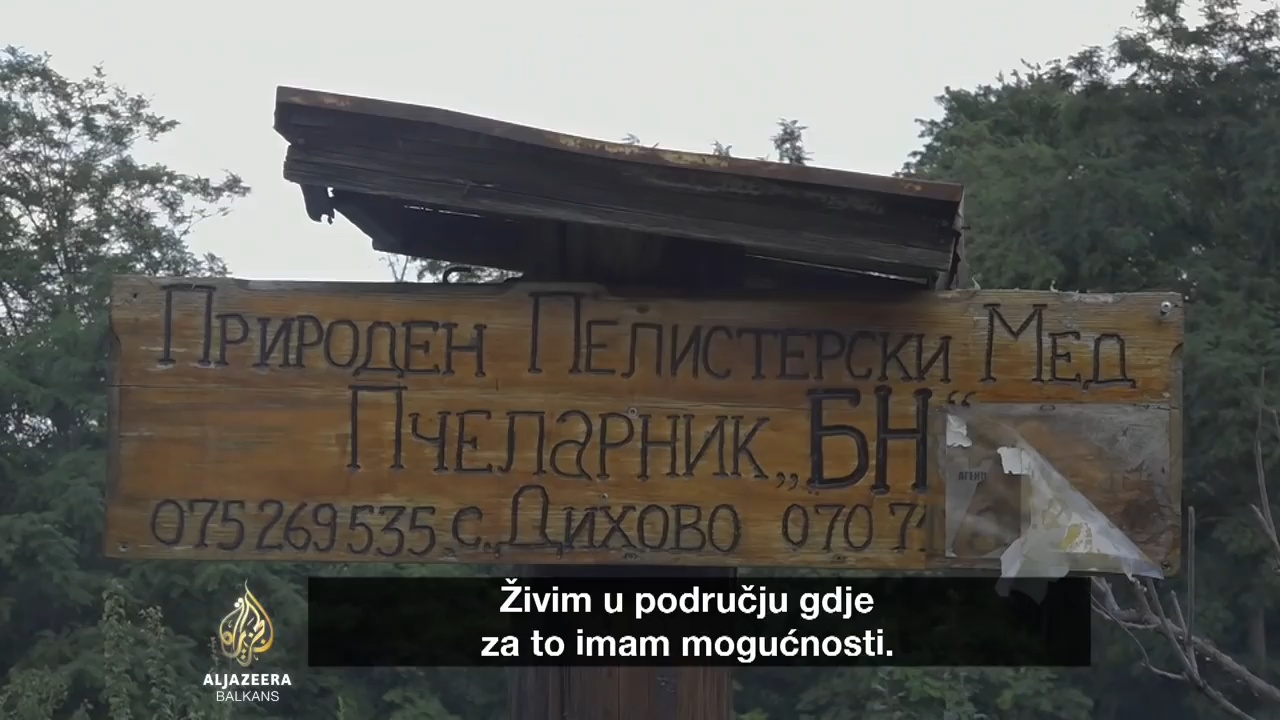 Природен Пелистерски Мед
Пчеларник „БН“
075 269 535 с. Дихово 070 7
АГЕНЦ
Živim u području gdje
za to imam mogućnosti.
ALJAZEERA
BALKANS